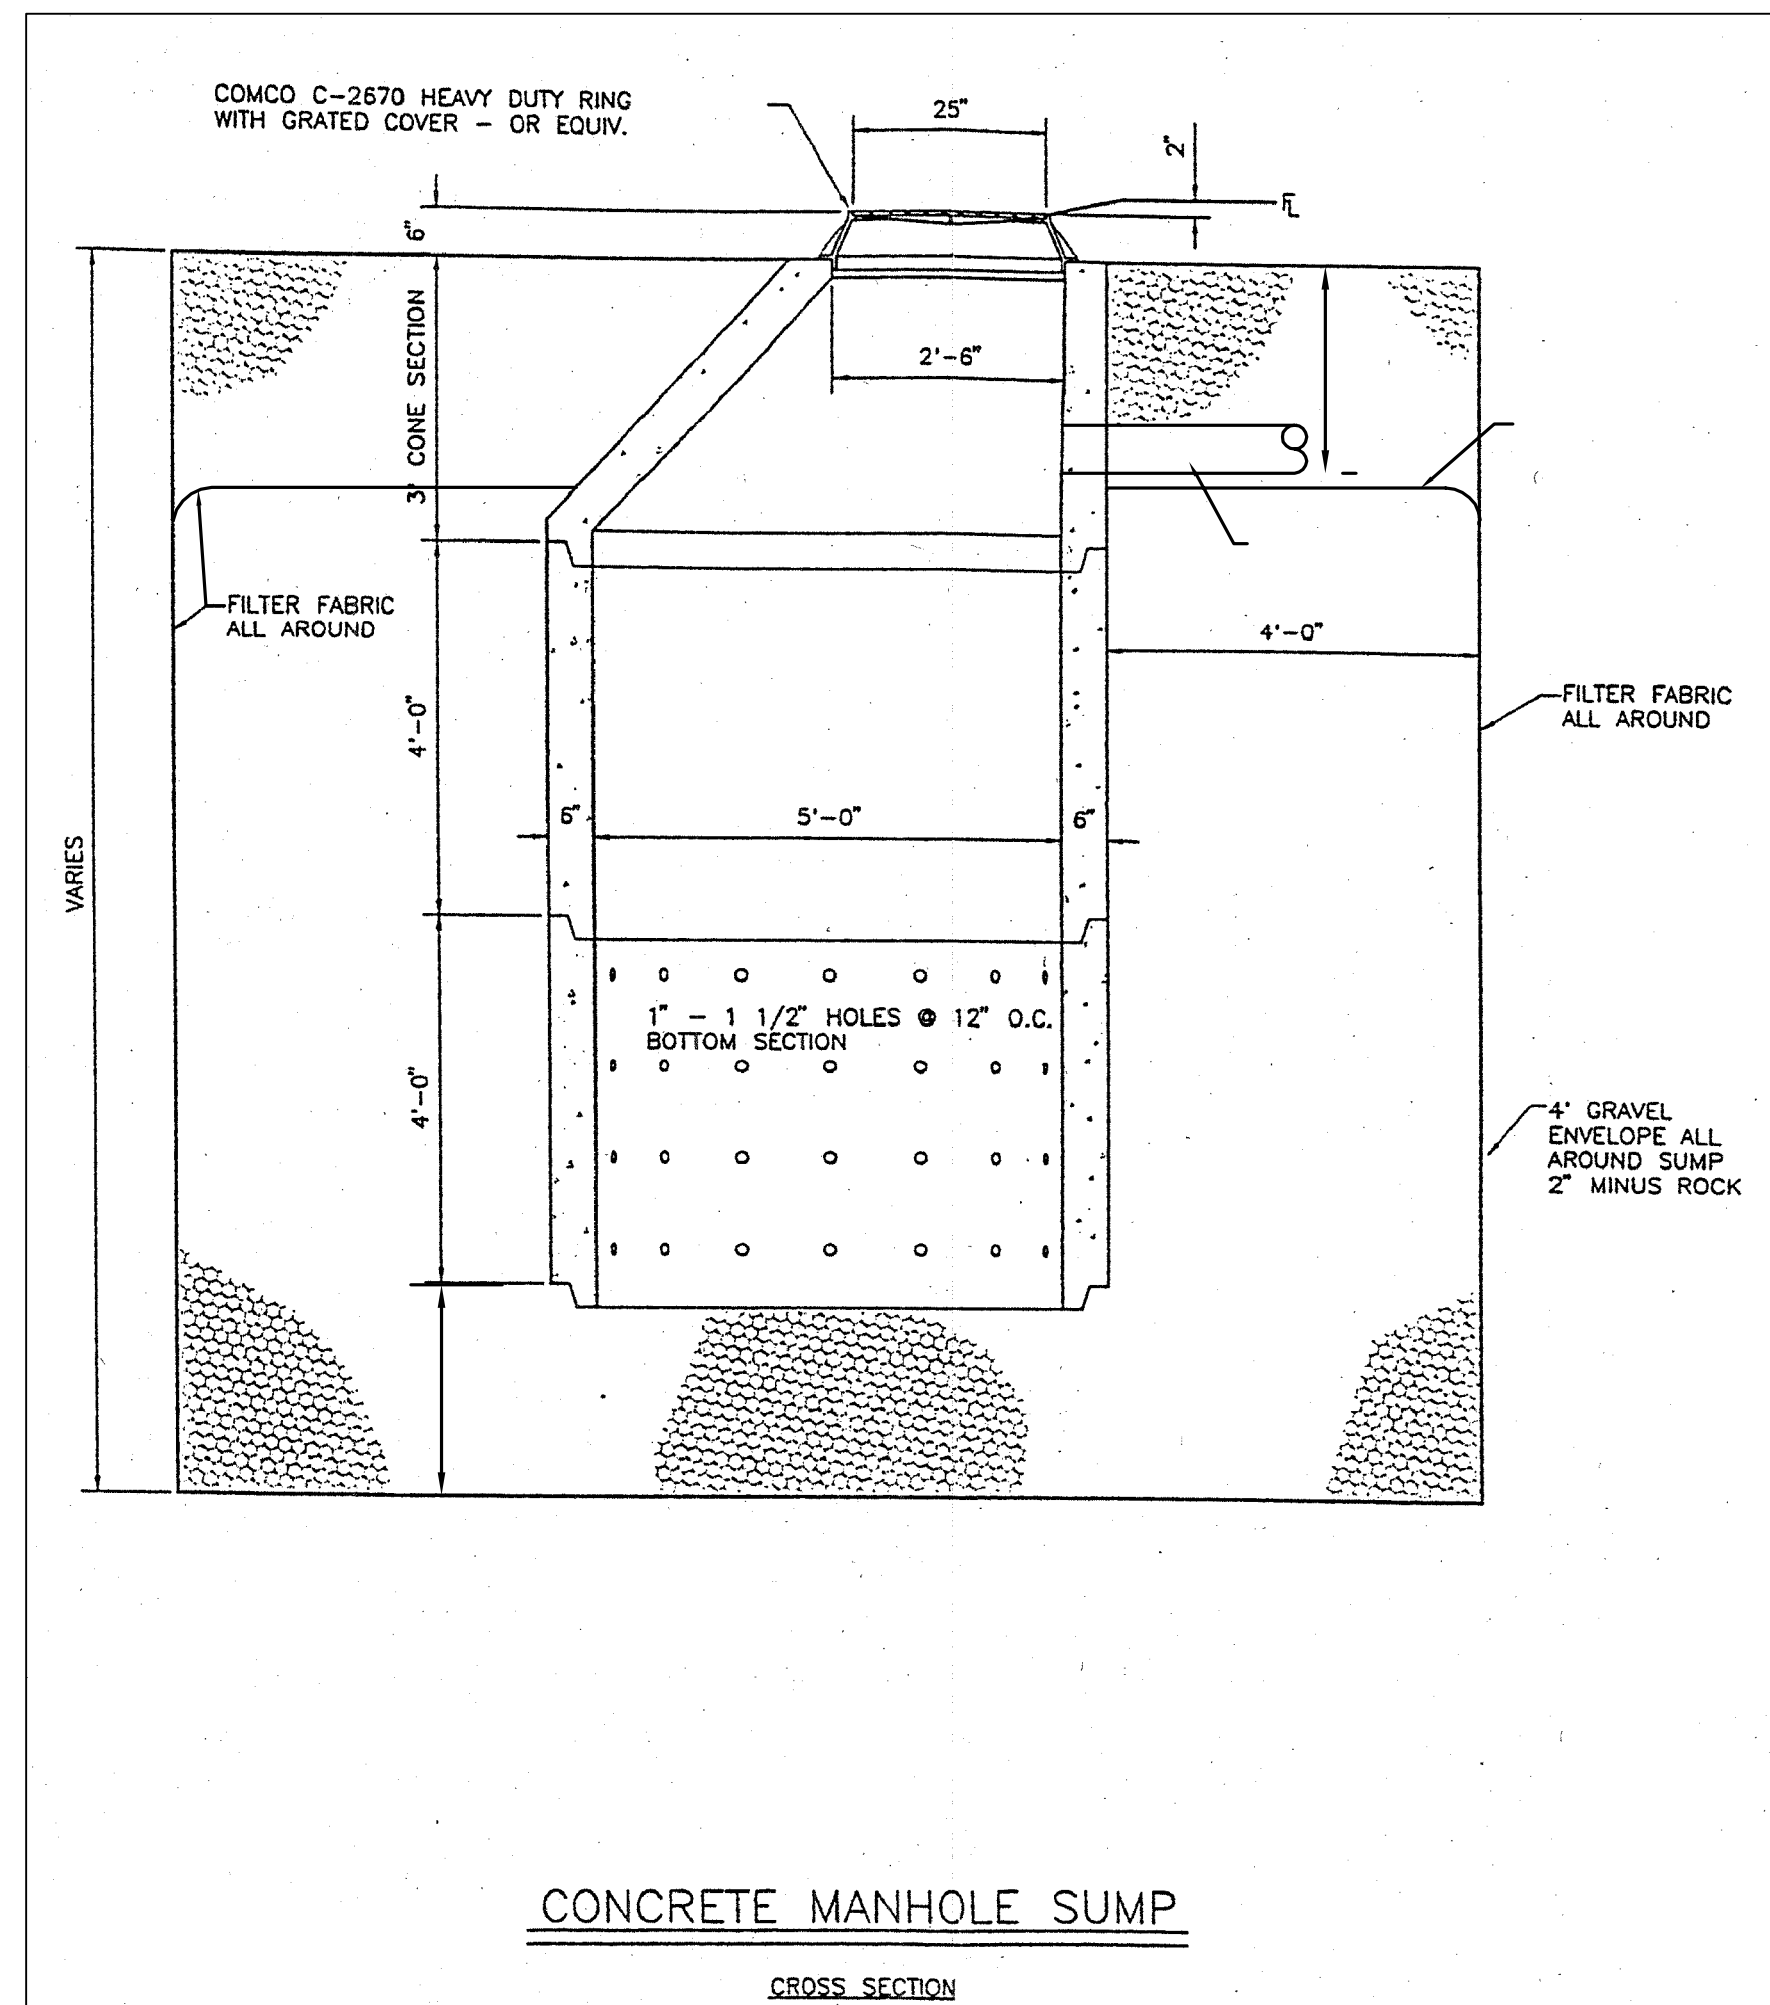 COMCO C-2670 HEAVY DUTY RING
WITH GRATED COVER - OR EQUIV.
25"
2"
FL
6"
3' CONE SECTION
2'-6"
FILTER FABRIC
ALL AROUND
4'-0"
4'-0"
FILTER FABRIC
ALL AROUND
6"
5'-0"
6"
VARIES
1" - 1 1/2" HOLES @ 12" O.C.
BOTTOM SECTION
4'-0"
4' GRAVEL
ENVELOPE ALL
AROUND SUMP
2" MINUS ROCK
CONCRETE MANHOLE SUMP
CROSS SECTION